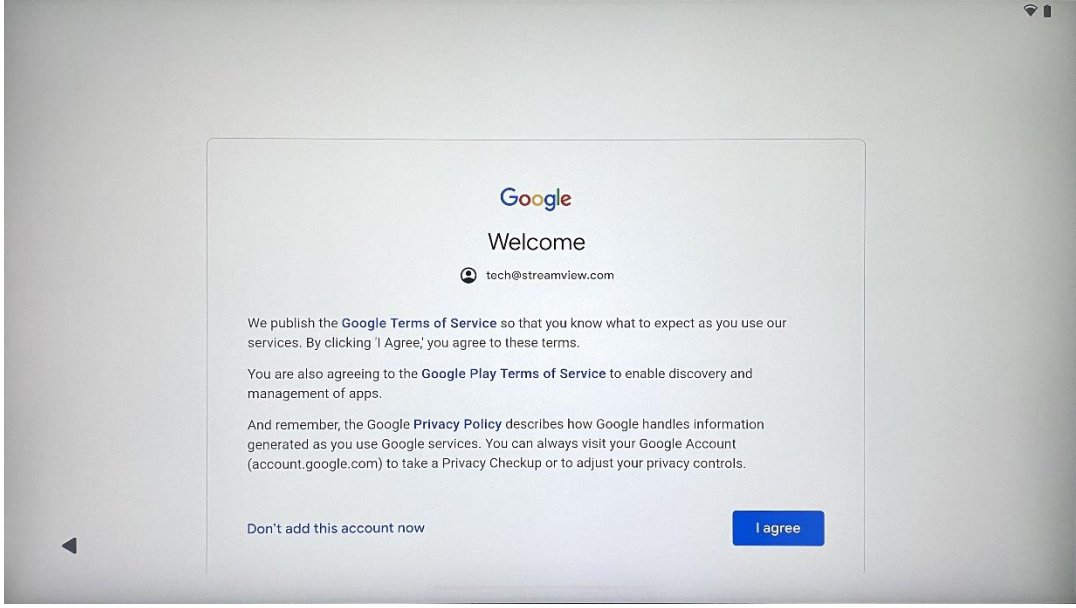 Google
Welcome
tech@streamview.com
We publish the Google Terms of Service so that you know what to expect as you use our
services. By clicking 'I Agree,' you agree to these terms.
You are also agreeing to the Google Play Terms of Service to enable discovery and
management of apps.
And remember, the Google Privacy Policy describes how Google handles information
generated as you use Google services. You can always visit your Google Account
(account.google.com) to take a Privacy Checkup or to adjust your privacy controls.
Don't add this account now
I agree